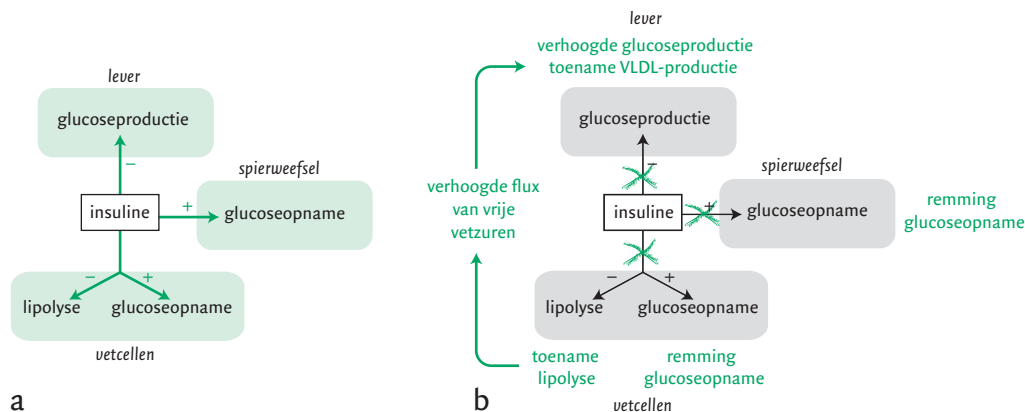 lever
glucoseproductie
−
spierweefsel
insuline
+
glucoseopname
−
+
lipolyse
glucoseopname
vetcellen
a
lever
verhoogde glucoseproductie
toename VLDL-productie
glucoseproductie
−
spierweefsel
verhoogde flux
van vrije
vetzuren
insuline
+
glucoseopname
remming
glucoseopname
−
+
lipolyse
glucoseopname
toename
lipolyse
remming
glucoseopname
vetcellen
b